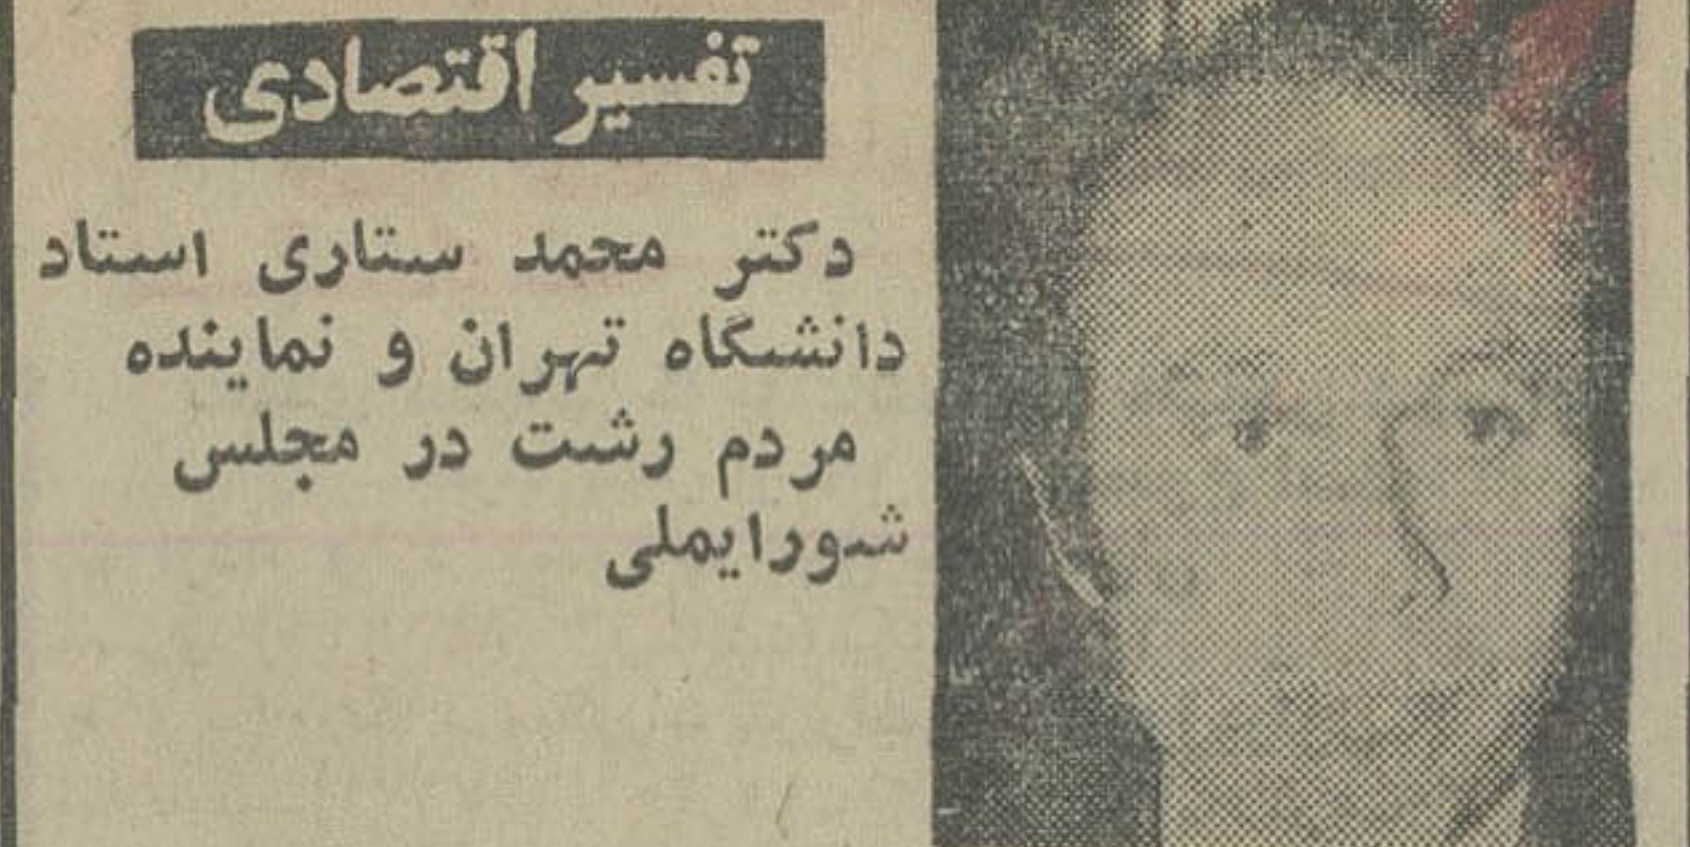 تفسیر اقتصادی
دکتر محمد ستاری استاد
دانشگاه تهران و نماینده
مردم رشت در مجلس
شورایملی